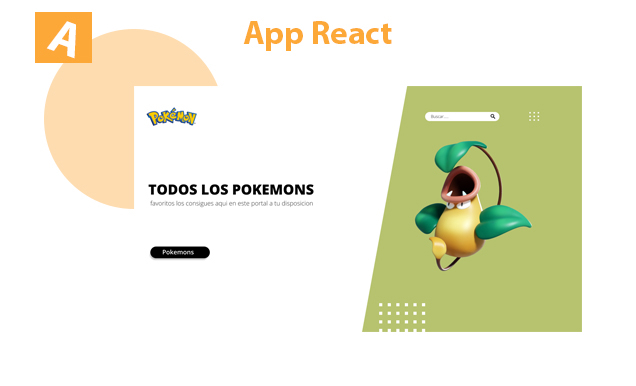 A
App React
POKéMON
Buscar ...
TODOS LOS POKEMONS
favoritos los consigues aqui en este portal a tu disposicion
Pokemons